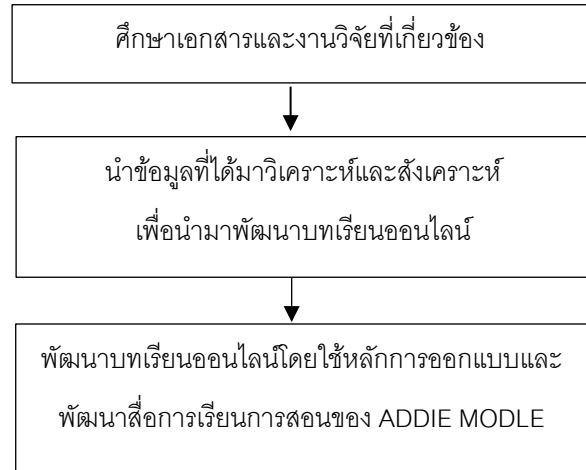 ศึกษาเอกสารและงานวิจัยที่เกี่ยวข้อง
นำข้อมูลที่ได้มาวิเคราะห์และสังเคราะห์
เพื่อนำมาพัฒนาบทเรียนออนไลน์
พัฒนาบทเรียนออนไลน์โดยใช้หลักการออกแบบและ
พัฒนาสื่อการเรียนการสอนของ ADDIE MODLE